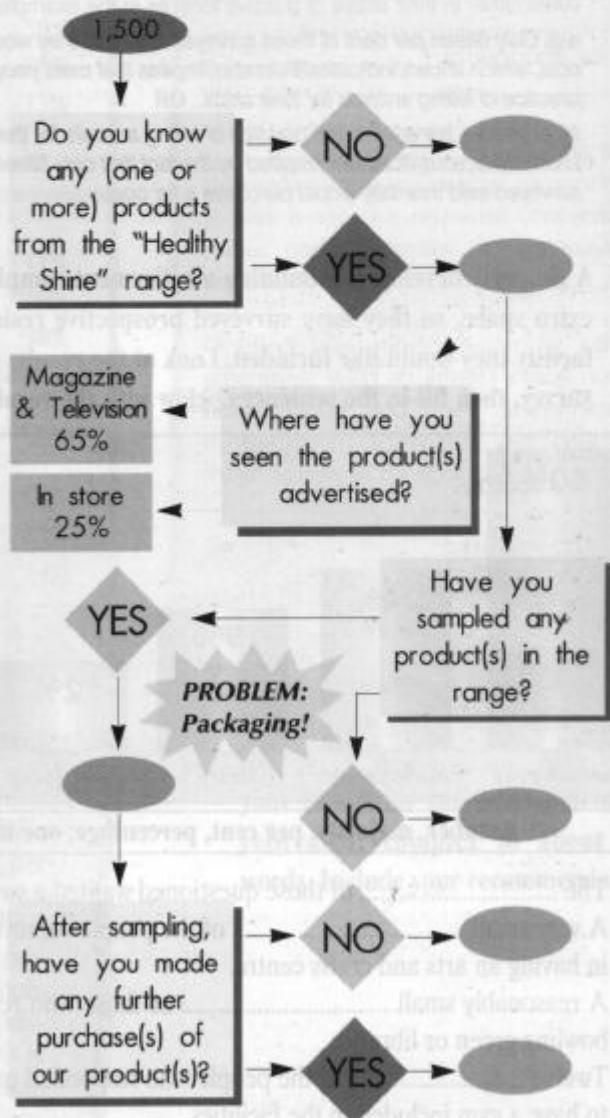 1,500
Do you know
any (one or
more) products
from the "Healthy
Shine" range?
NO
YES
Magazine
& Television
65%
In store
25%
Where have you
seen the product(s)
advertised?
Have you
sampled any
product(s) in the
range?
YES
PROBLEM:
Packaging!
NO
After sampling,
have you made
any further
purchase(s) of
our product(s)?
NO
YES